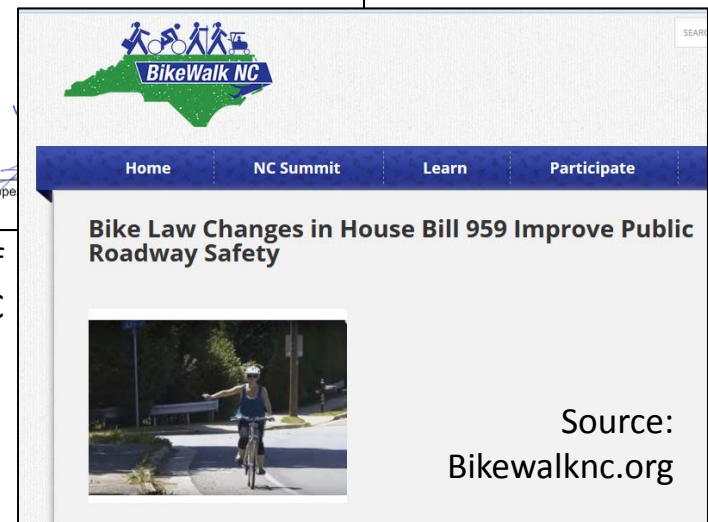 BikeWalk NC
SEARC
Home NC Summit Learn Participate
Bike Law Changes in House Bill 959 Improve Public
Roadway Safety
Source:
Bikewalknc.org